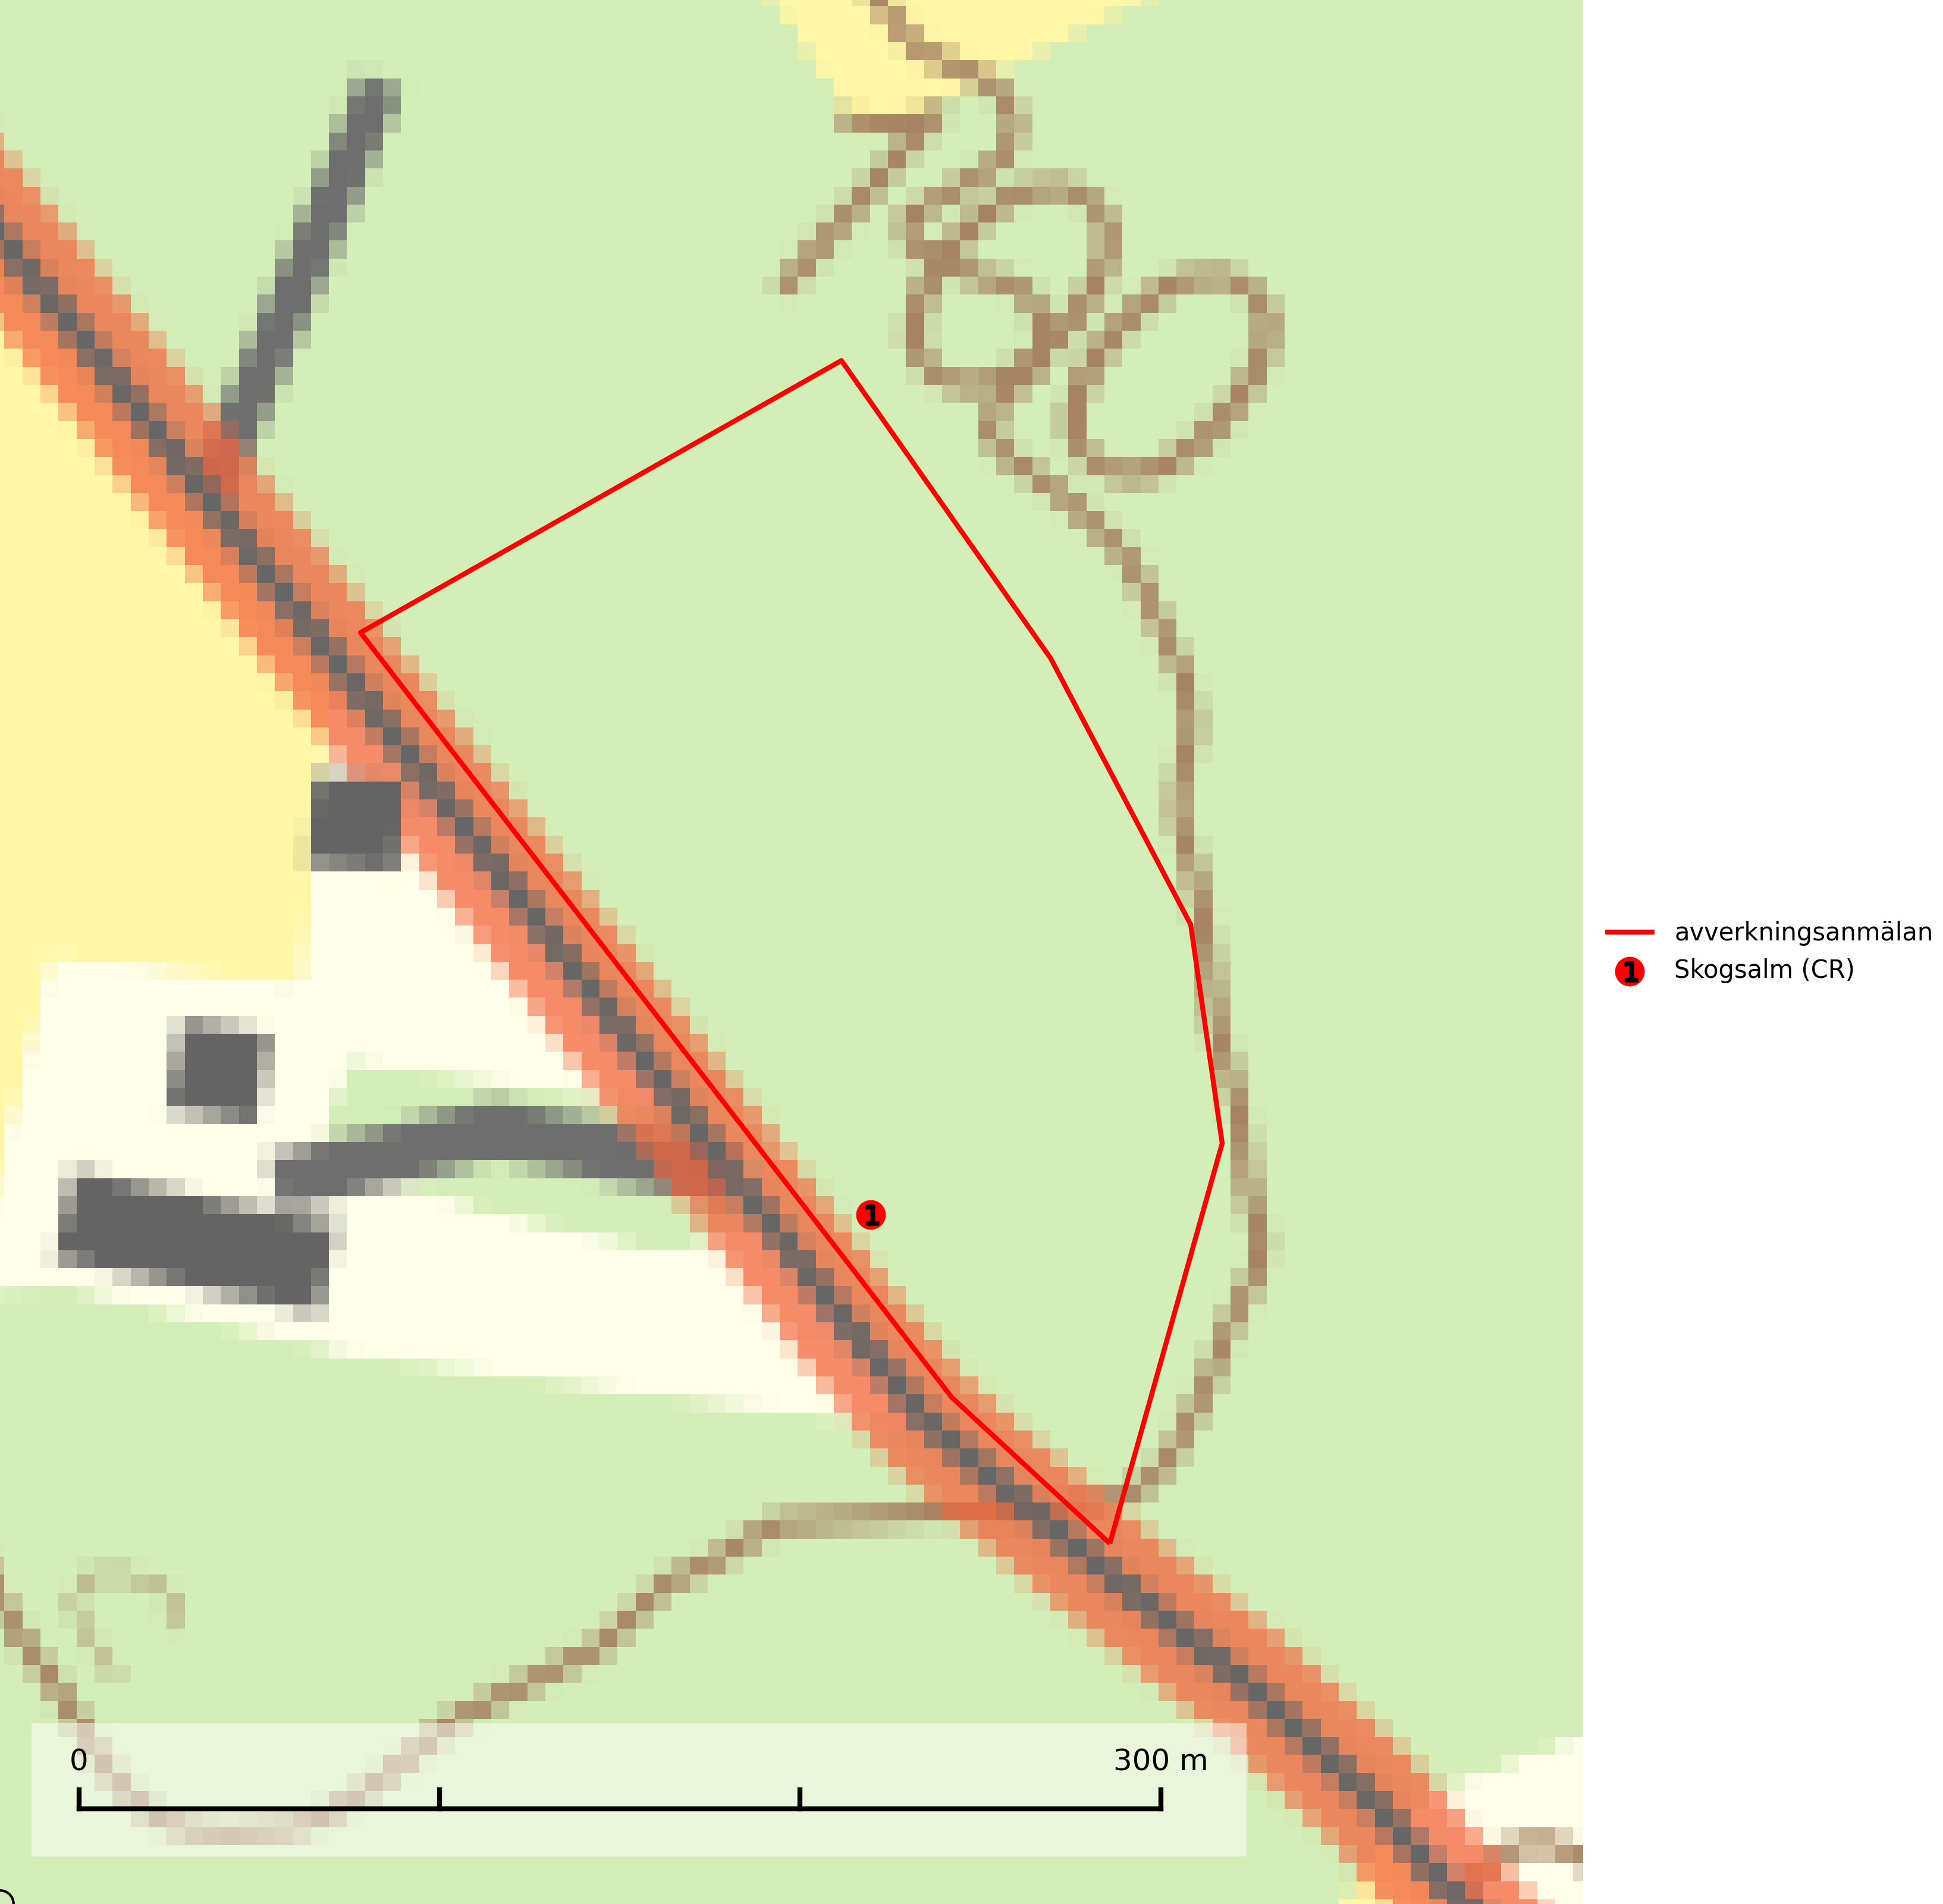 1
avverkningsanmälan
1 Skogsalm (CR)
0 300 m